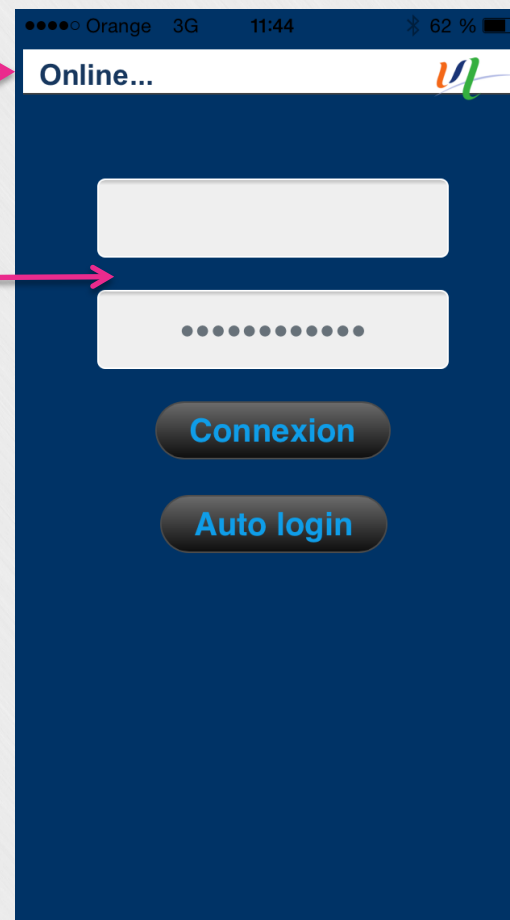 Orange 3G 11:44 62 %
Online...
••••••••••••
Connexion
Auto login